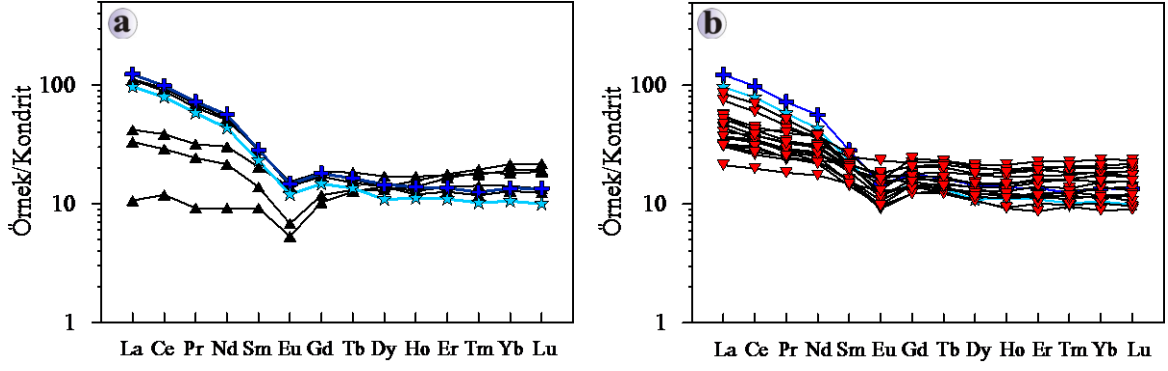 a
Örnek/Kondrit
100
10
1
La Ce Pr Nd Sm Eu Gd Tb Dy Ho Er Tm Yb Lu
b
Örnek/Kondrit
100
10
1
La Ce Pr Nd Sm Eu Gd Tb Dy Ho Er Tm Yb Lu